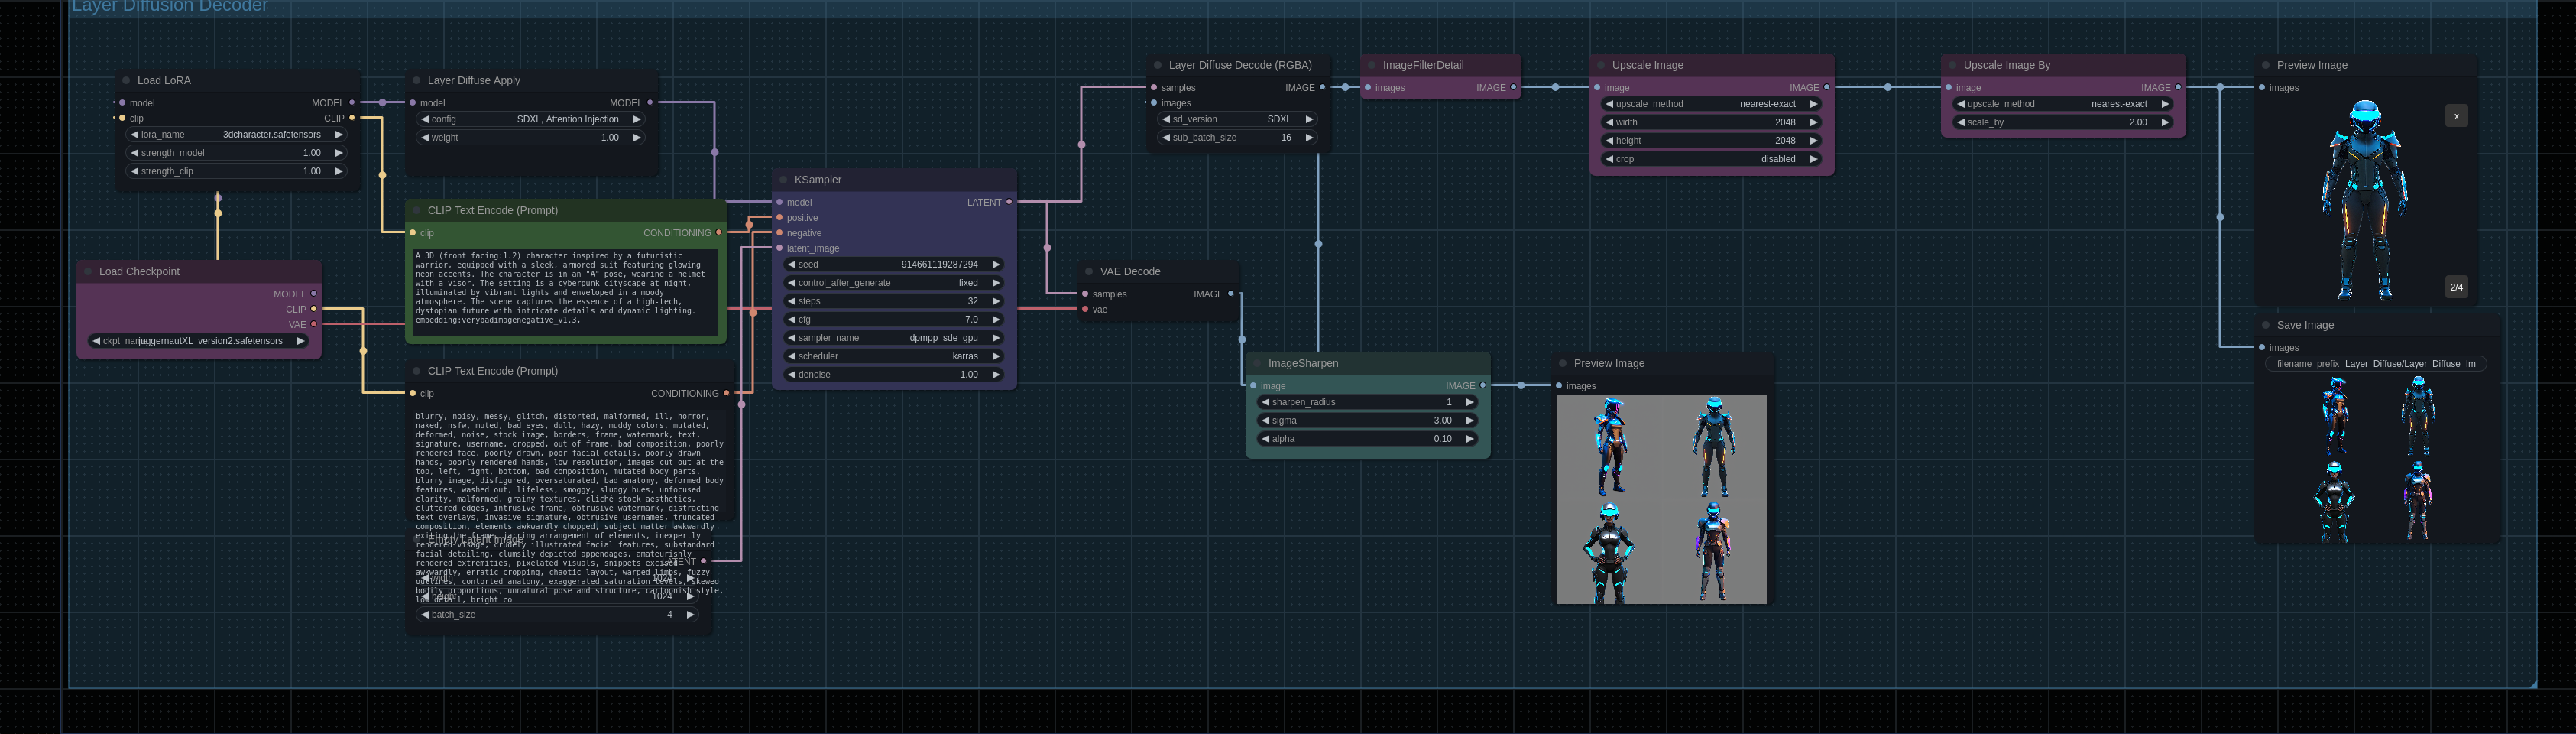 Layer Diffusion Decoder
Load LoRA
model MODEL
clip CLIP
lora_name 3dcharacter.safetensors
strength_model 1.00
strength_clip 1.00
Layer Diffuse Apply
model MODEL
config SDXL, Attention Injection
weight 1.00
Load Checkpoint
MODEL
CLIP
VAE
juggernautXL_version2.safetensors
CLIP Text Encode (Prompt)
clip CONDITIONING
A 3D (front facing:1.2) character inspired by a futuristic
warrior, equipped with a sleek, armored suit featuring glowing
neon accents. The character is in an "A" pose, wearing a helmet
with a visor. The setting is a cyberpunk cityscape at night,
illuminated by vibrant lights and enveloped in a moody
atmosphere. The scene captures the essence of a high-tech,
dystopian future with intricate details and dynamic lighting.
embedding:verybadimagenegative_v1.3,
CLIP Text Encode (Prompt)
clip CONDITIONING
blurry, noisy, messy, glitch, distorted, malformed, ill, horror,
naked, nsfw, muted, bad eyes, dull, hazy, muddy colors, mutated,
deformed, noise, stock image, borders, frame, watermark, text,
signature, username, cropped, out of frame, bad composition, poorly
rendered face, poorly drawn, poor facial details, poorly drawn
hands, poorly rendered hands, low resolution, images cut out at the
top, left, right, bottom, bad composition, mutated body parts,
blurry image, disfigured, oversaturated, bad anatomy, deformed body
features, washed out, lifeless, smoggy, sludgy hues, unfocused
clarity, malformed, grainy textures, cliché stock aesthetics,
cluttered edges, intrusive frame, obtrusive watermark, distracting
text overlays, invasive signature, obtrusive usernames, truncated
composition, elements awkwardly chopped, subject matter awkwardly
exiting the frame, jarring arrangement of elements, inexpertly
rendered visage, crudely illustrated facial features, substandard
facial detailing, clumsily depicted appendages, amateurishly
rendered extremities, pixelated visuals, snippets excised
awkwardly, erratic cropping, chaotic layout, warped limbs, fuzzy
outlines, contorted anatomy, exaggerated saturation levels, skewed
bodily proportions, unnatural pose and structure, cartoonish style,
low detail, bright co
Empty Latent Image
LATENT
width 1024
height 1024
batch_size 4
KSampler
model LATENT
positive
negative
latent_image
seed 914661119287294
control_after_generate fixed
steps 32
cfg 7.0
sampler_name dpmpp_sde_gpu
scheduler karras
denoise 1.00
VAE Decode
samples IMAGE
vae
Layer Diffuse Decode (RGBA)
samples IMAGE
images
sd_version SDXL
sub_batch_size 16
ImageSharpen
image IMAGE
sharpen_radius 1
sigma 3.00
alpha 0.10
Preview Image
images
ImageFilterDetail
images IMAGE
Upscale Image
image IMAGE
upscale_method nearest-exact
width 2048
height 2048
crop disabled
Upscale Image By
image IMAGE
upscale_method nearest-exact
scale_by 2.00
Preview Image
images
x
2/4
Save Image
images
filename_prefix Layer_Diffuse/Layer_Diffuse_Im